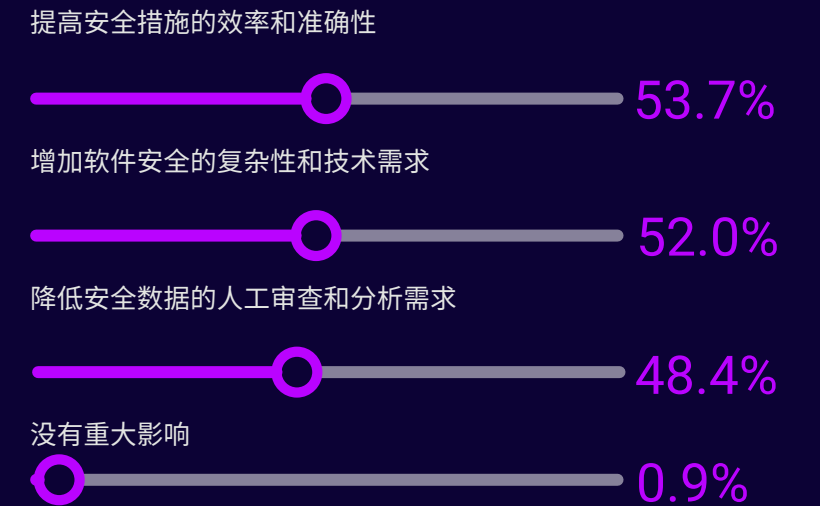 提高安全措施的效率和准确性
53.7%
增加软件安全的复杂性和技术需求
52.0%
降低安全数据的人工审查和分析需求
48.4%
没有重大影响
0.9%